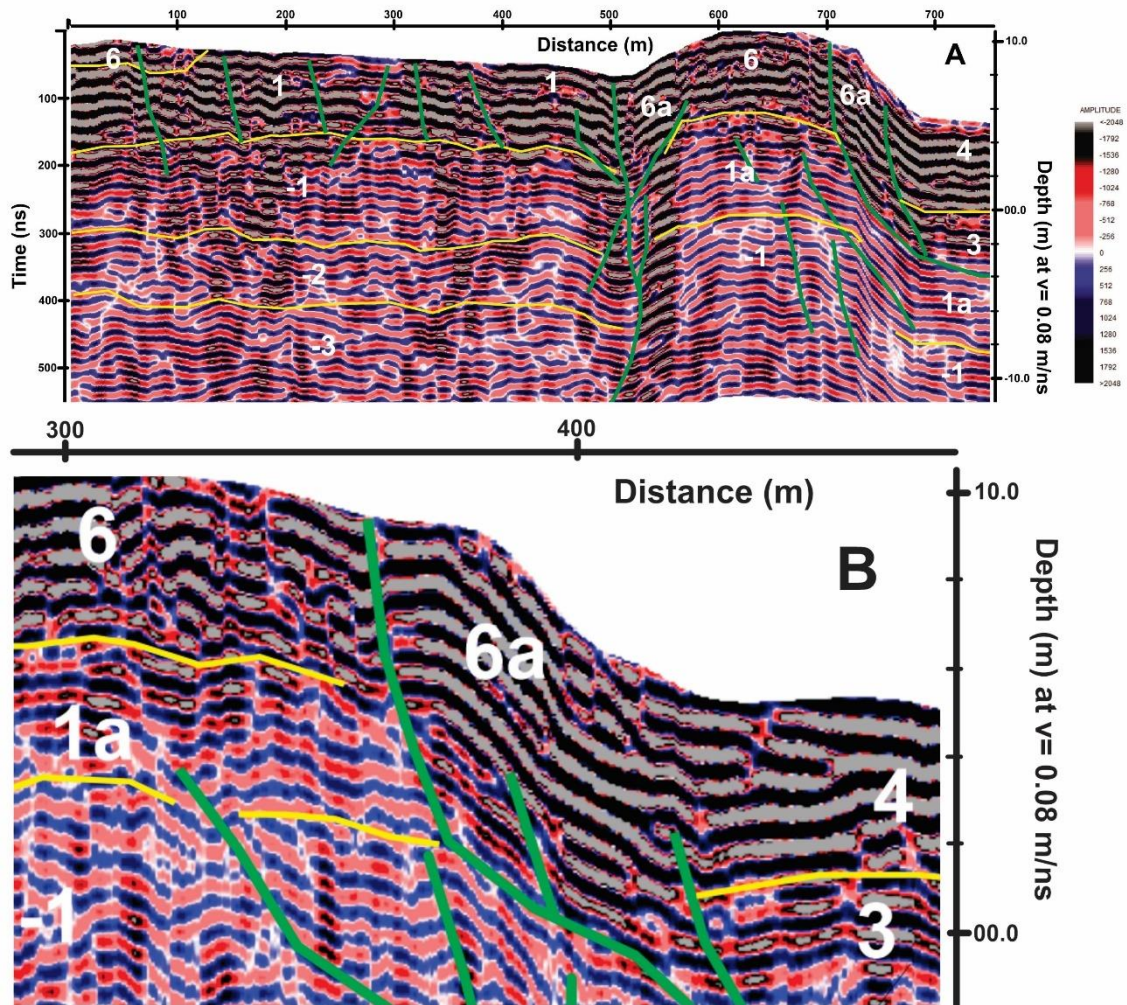 100 m 200 m 300 m 400 m 500 m 600 m 700 m 700 m
Distance (m)
A
6 1 1 6a 6 6a 4
-1 1a 3
-2 -1 1a
-3 -1
Time (ns)
100
200
300
400
500
10.0
00.0
-10.0
Depth (m) at v= 0.08 m/ns
AMPLITUDE
<-2048
-1792
-1536
-1280
-1024
-768
-512
-256
0
256
512
768
1024
1280
1536
1792
>2048
300 400
Distance (m)
10.0
B
6
6a
1a
4
-1
3
00.0
Depth (m) at v= 0.08 m/ns